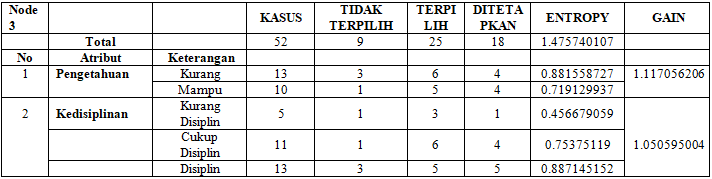 Node 3 KASUS TIDAK TERPILIH TERPI LIH DITETA PKAN ENTROPY GAIN
Total 52 9 25 18 1.475740107
No Atribut Keterangan
1 Pengetahuan Kurang 13 3 6 4 0.881558727 1.117056206
Mampu 10 1 5 4 0.719129937
2 Kedisiplinan Kurang Disiplin 5 1 3 1 0.456679059 1.050595004
Cukup Disiplin 11 1 6 4 0.75375119
Disiplin 13 3 5 5 0.887145152